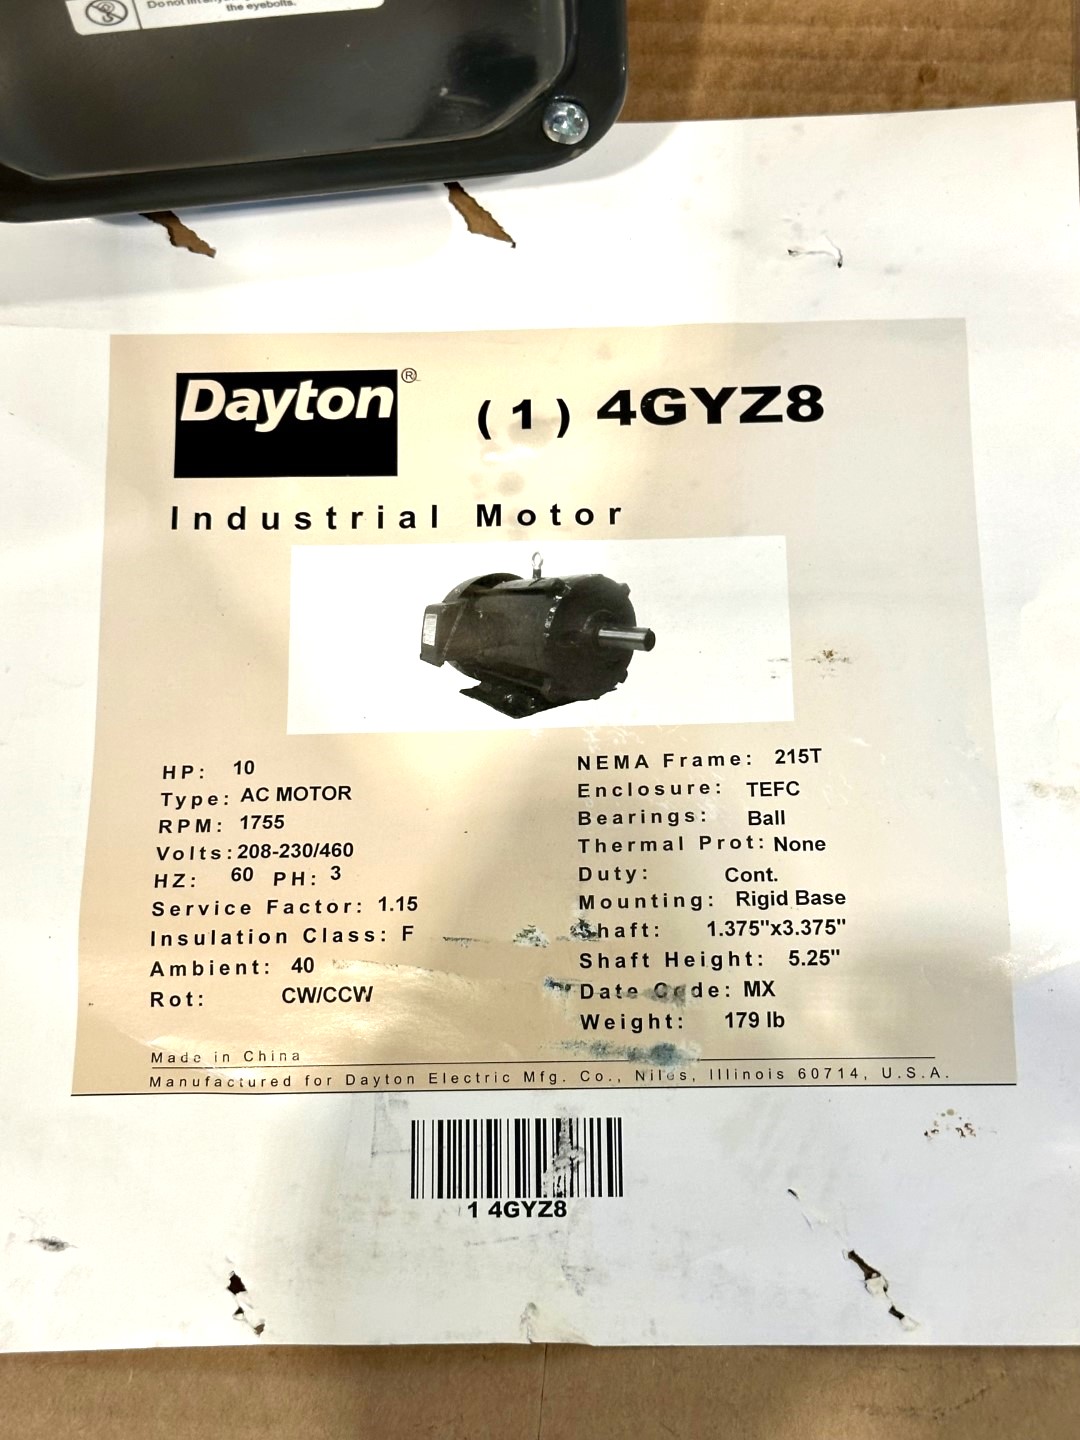 Do not lift any
the eyebolts.
Dayton®
(1) 4GYZ8
Industrial Motor
HP: 10
Type: AC MOTOR
RPM: 1755
Volts: 208-230/460
HZ: 60 PH: 3
Service Factor: 1.15
Insulation Class: F
Ambient: 40
Rot: CW/CCW
NEMA Frame: 215T
Enclosure: TEFC
Bearings: Ball
Thermal Prot: None
Duty: Cont.
Mounting: Rigid Base
Shaft: 1.375"x3.375"
Shaft Height: 5.25"
Date Code: MX
Weight: 179 lb
Made in China
Manufactured for Dayton Electric Mfg. Co., Niles, Illinois 60714, U.S.A.
1 4GYZ8